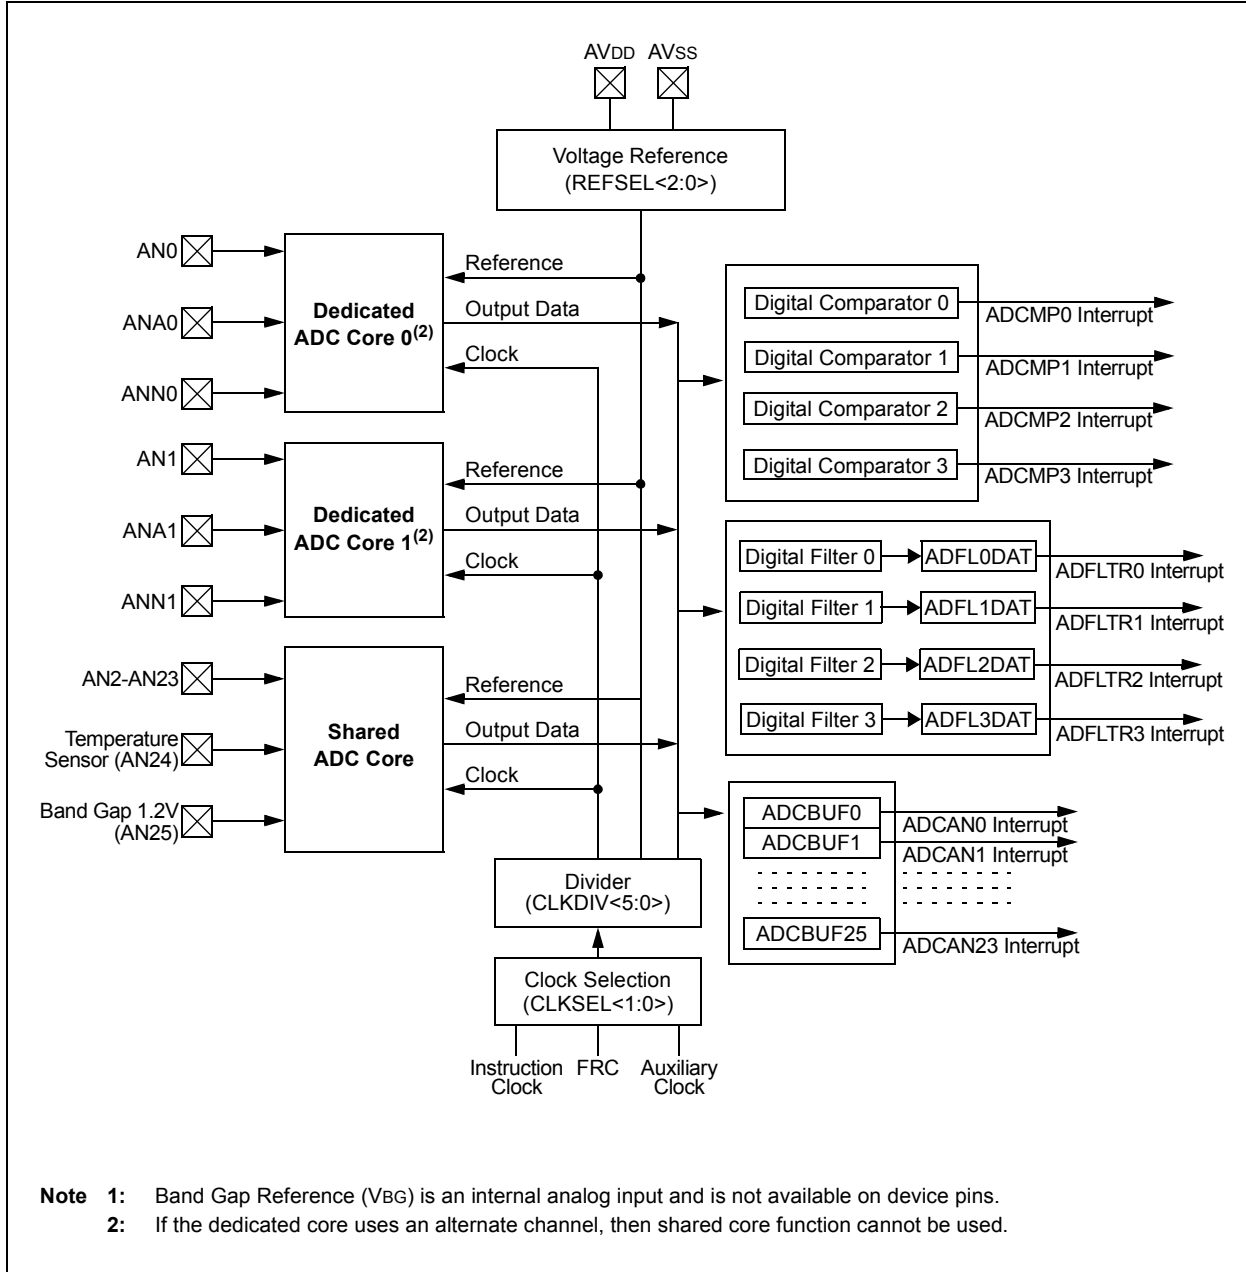 AVDD AVSS
Voltage Reference
(REFSEL<2:0>)
AN0
ANA0
ANN0
Dedicated
ADC Core 0(2)
Reference
Output Data
Clock
AN1
ANA1
ANN1
Dedicated
ADC Core 1(2)
Reference
Output Data
Clock
AN2-AN23
Temperature
Sensor (AN24)
Band Gap 1.2V
(AN25)
Shared
ADC Core
Reference
Output Data
Clock
Digital Comparator 0
ADCMP0 Interrupt
Digital Comparator 1
ADCMP1 Interrupt
Digital Comparator 2
ADCMP2 Interrupt
Digital Comparator 3
ADCMP3 Interrupt
Digital Filter 0
ADFL0DAT
ADFLTR0 Interrupt
Digital Filter 1
ADFL1DAT
ADFLTR1 Interrupt
Digital Filter 2
ADFL2DAT
ADFLTR2 Interrupt
Digital Filter 3
ADFL3DAT
ADFLTR3 Interrupt
ADCBUF0
ADCAN0 Interrupt
ADCBUF1
ADCAN1 Interrupt
ADCBUF25
ADCAN23 Interrupt
Divider
(CLKDIV<5:0>)
Clock Selection
(CLKSEL<1:0>)
Instruction
Clock
FRC
Auxiliary
Clock
Note 1: Band Gap Reference (VBG) is an internal analog input and is not available on device pins.
2: If the dedicated core uses an alternate channel, then shared core function cannot be used.